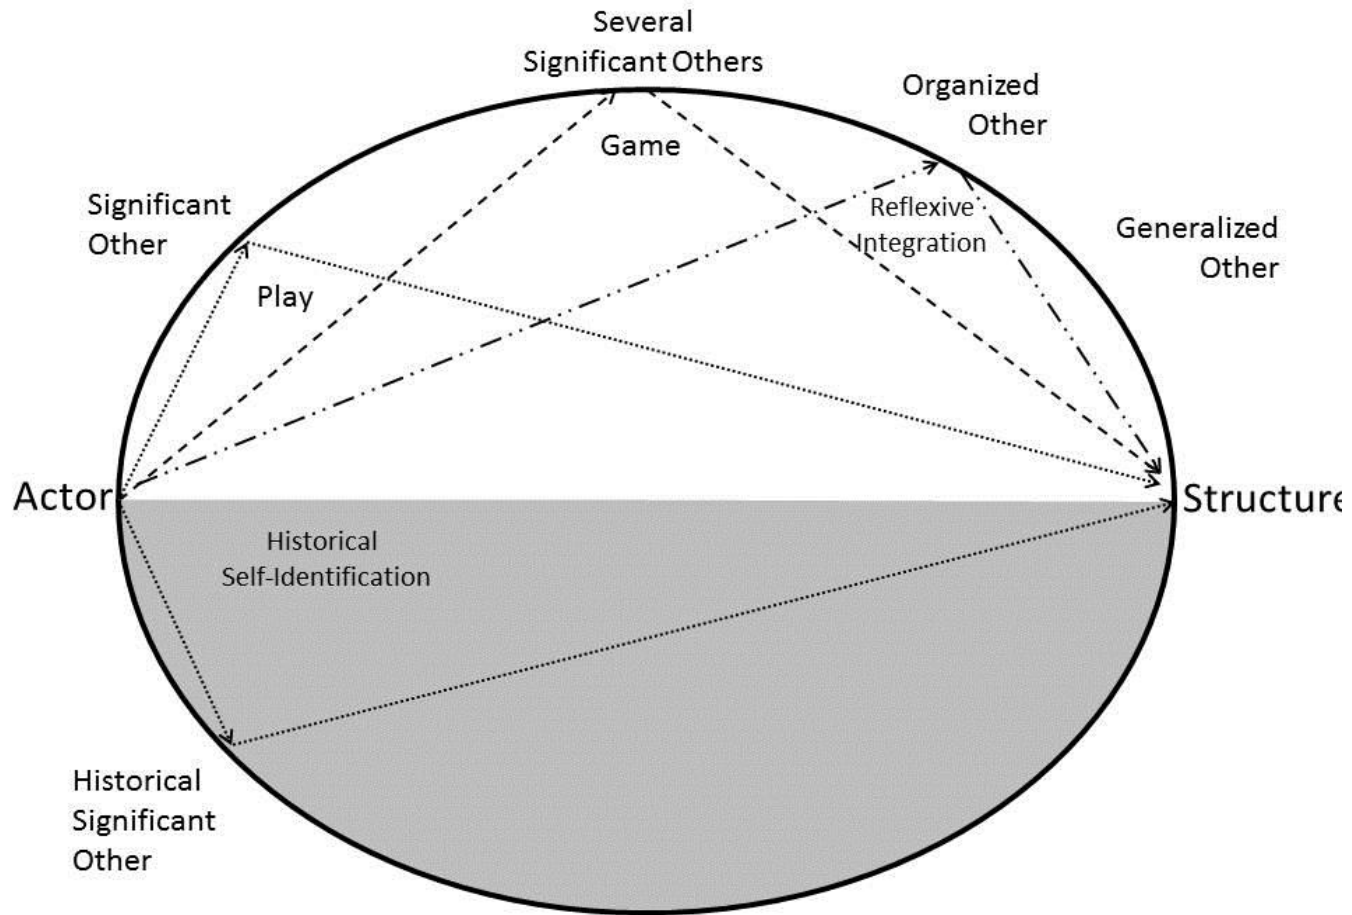 Several
Significant Others
Organized
Other
Game
Significant
Other
Reflexive
Integration
Generalized
Other
Play
Actor
Structure
Historical
Self-Identification
Historical
Significant
Other